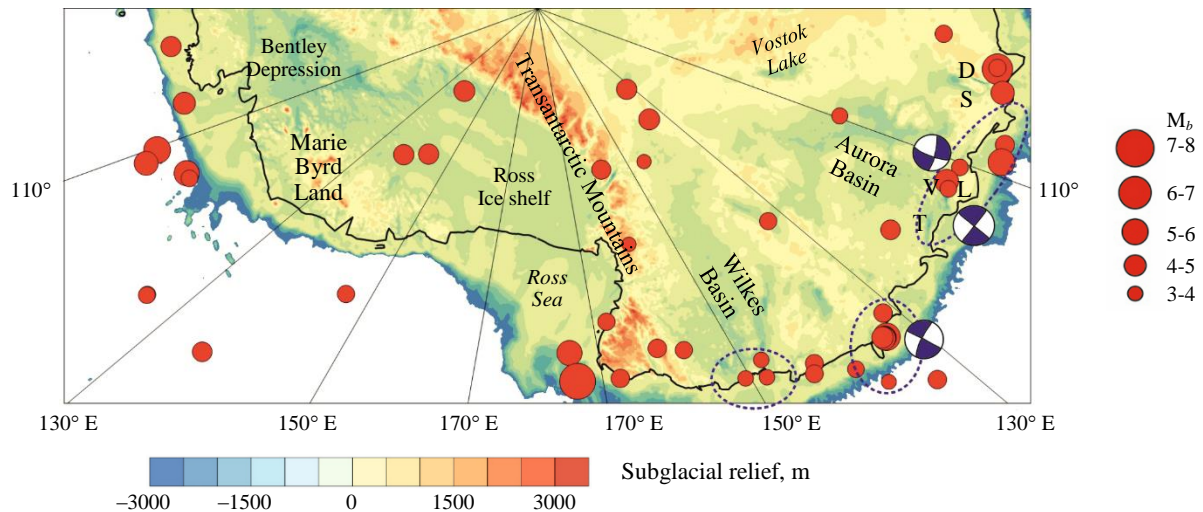 Bentley
Depression
Vostok
Lake
Transantarctic Mountains
D
S
M_b
7-8
6-7
5-6
4-5
3-4
Marie
Byrd
Land
Ross
Ice shelf
Aurora
Basin
V
L
T
110°
110°
Ross
Sea
Wilkes
Basin
130° E
150° E
170° E
170° E
150° E
130° E
Subglacial relief, m
−3000
−1500
0
1500
3000